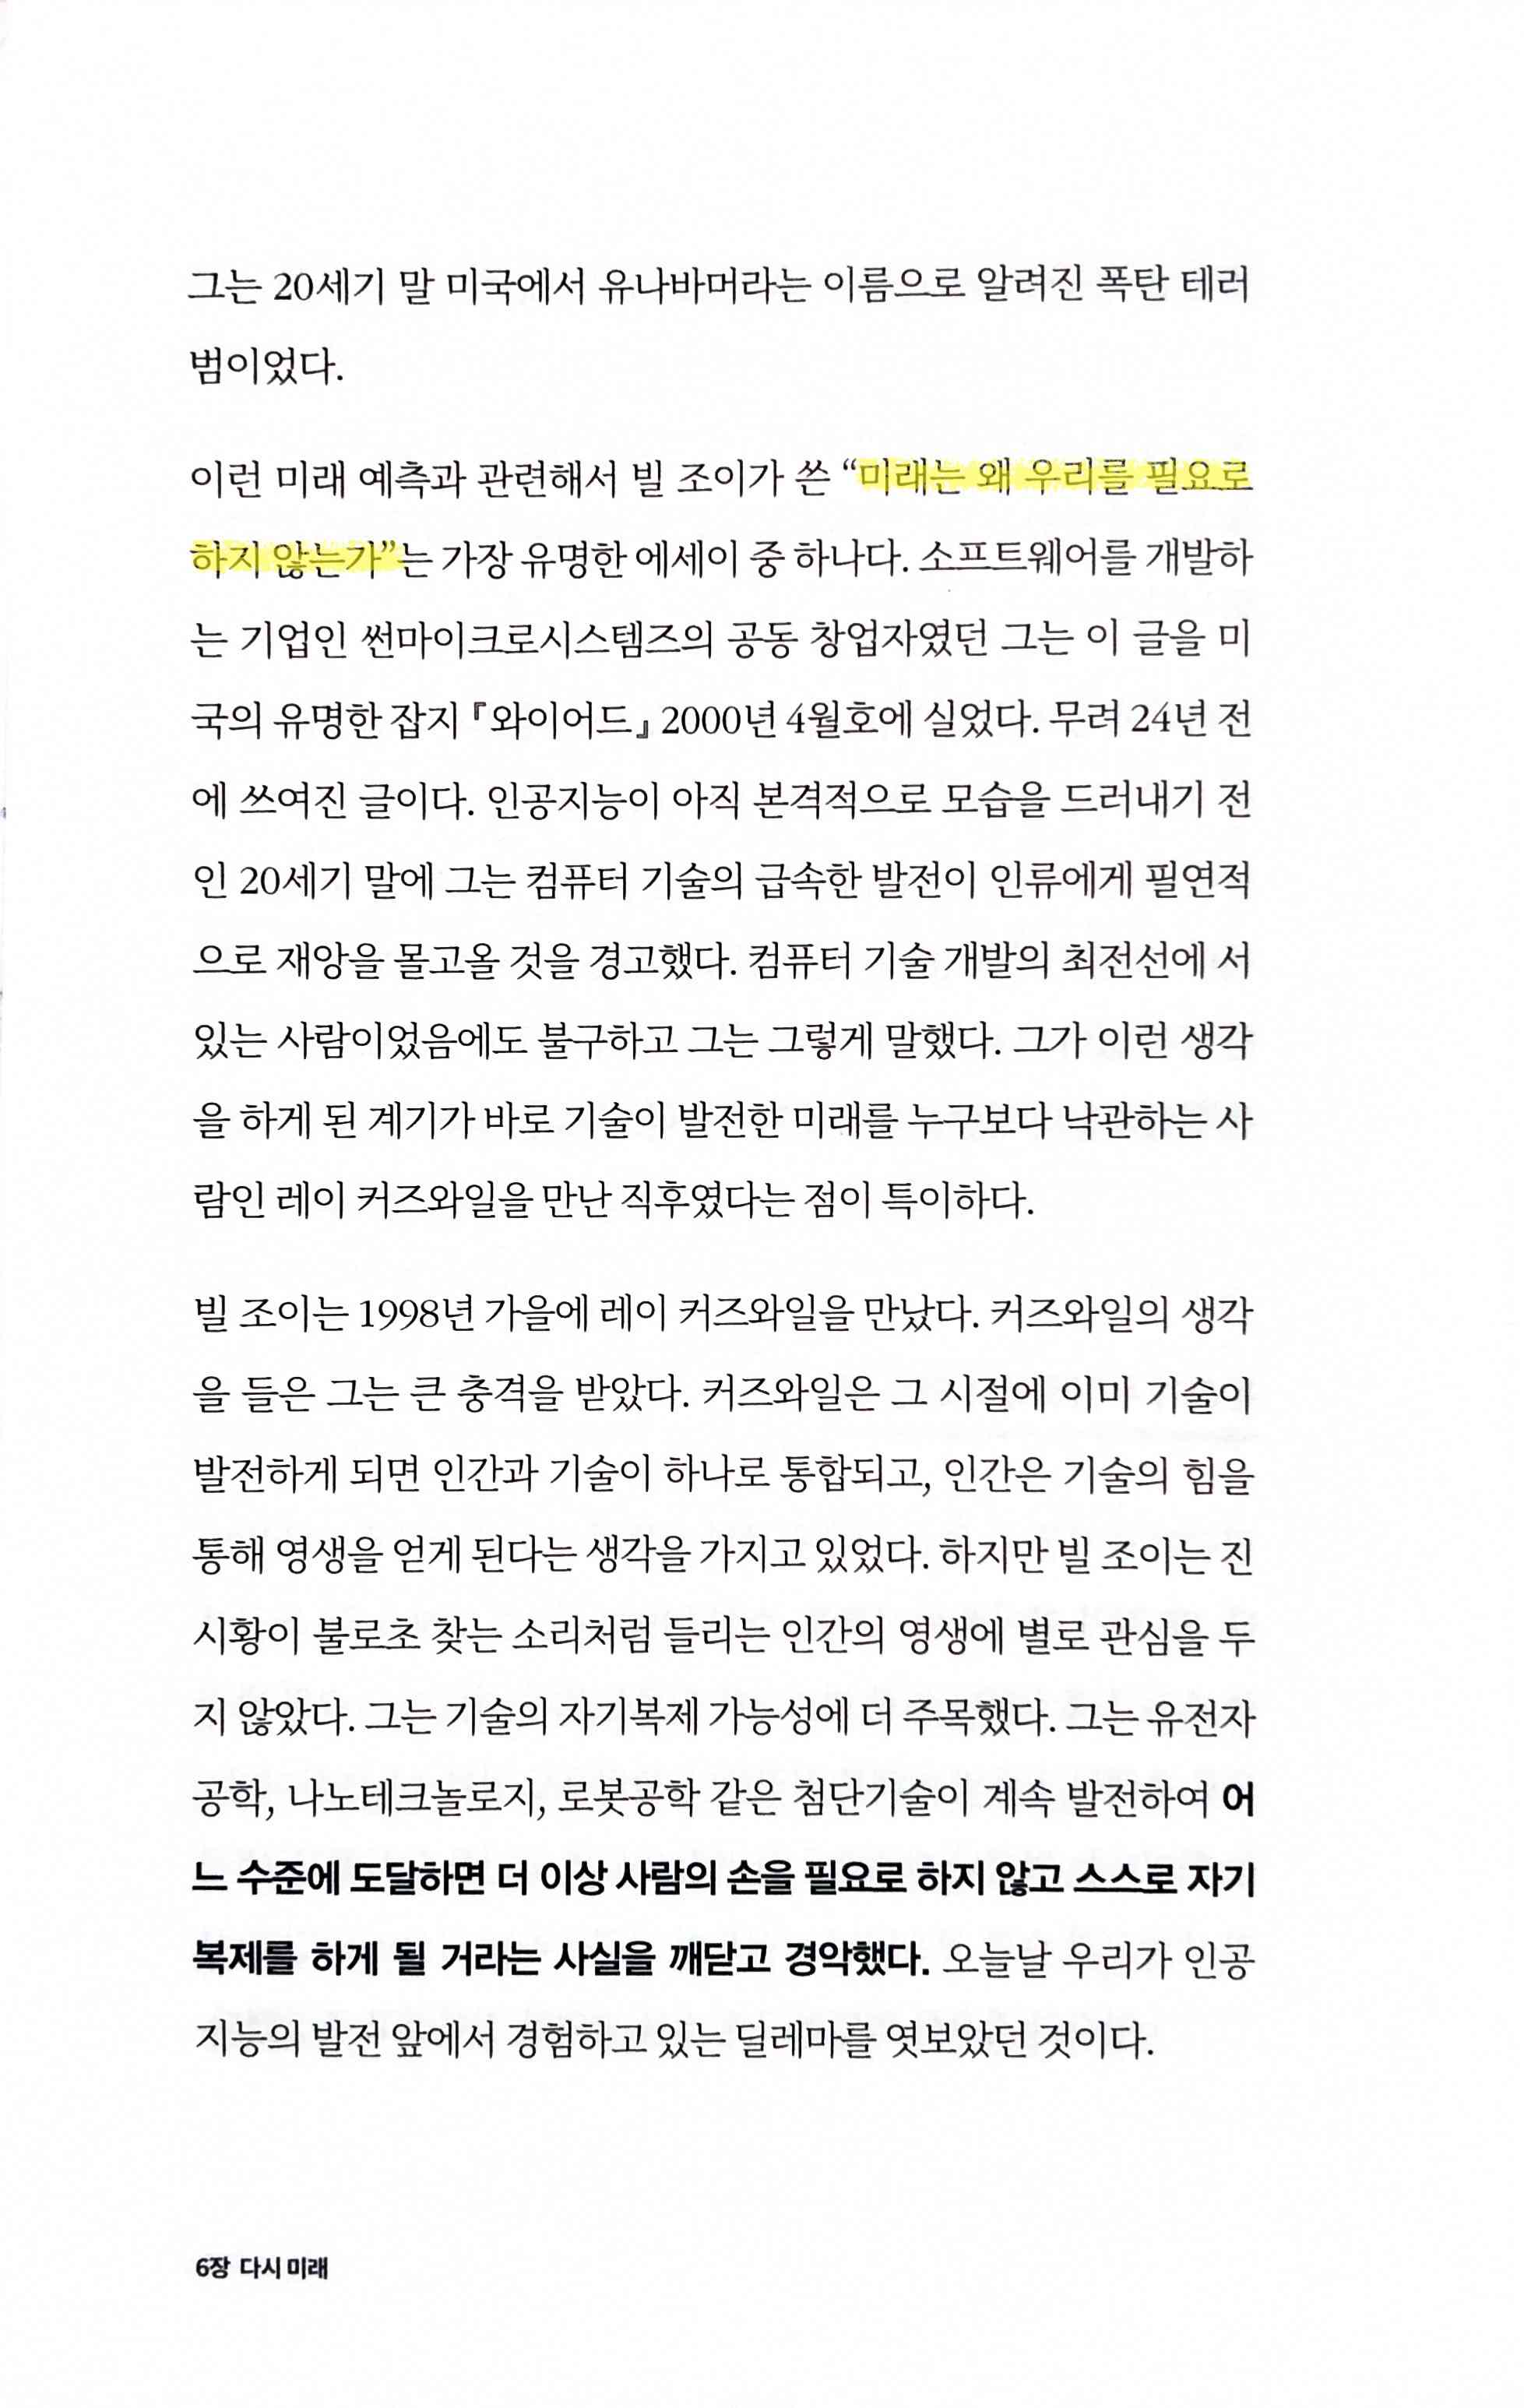 그는 20세기 말 미국에서 유나바머라는 이름으로 알려진 폭탄 테러
범이었다.
이런 미래 예측과 관련해서 빌 조이가 쓴 “미래는 왜 우리를 필요로
하지 않는가”는 가장 유명한 에세이 중 하나다. 소프트웨어를 개발하
는 기업인 썬마이크로시스템즈의 공동 창업자였던 그는 이 글을 미
국의 유명한 잡지 『와이어드』 2000년 4월호에 실었다. 무려 24년 전
에 쓰여진 글이다. 인공지능이 아직 본격적으로 모습을 드러내기 전
인 20세기 말에 그는 컴퓨터 기술의 급속한 발전이 인류에게 필연적
으로 재앙을 몰고올 것을 경고했다. 컴퓨터 기술 개발의 최전선에 서
있는 사람이었음에도 불구하고 그는 그렇게 말했다. 그가 이런 생각
을 하게 된 계기가 바로 기술이 발전한 미래를 누구보다 낙관하는 사
람인 레이 커즈와일을 만난 직후였다는 점이 특이하다.
빌 조이는 1998년 가을에 레이 커즈와일을 만났다. 커즈와일의 생각
을 들은 그는 큰 충격을 받았다. 커즈와일은 그 시절에 이미 기술이
발전하게 되면 인간과 기술이 하나로 통합되고, 인간은 기술의 힘을
통해 영생을 얻게 된다는 생각을 가지고 있었다. 하지만 빌 조이는 진
시황이 불로초 찾는 소리처럼 들리는 인간의 영생에 별로 관심을 두
지 않았다. 그는 기술의 자기복제 가능성에 더 주목했다. 그는 유전자
공학, 나노테크놀로지, 로봇공학 같은 첨단기술이 계속 발전하여 어
느 수준에 도달하면 더 이상 사람의 손을 필요로 하지 않고 스스로 자기
복제를 하게 될 거라는 사실을 깨닫고 경악했다. 오늘날 우리가 인공
지능의 발전 앞에서 경험하고 있는 딜레마를 엿보았던 것이다.
6장 다시 미래